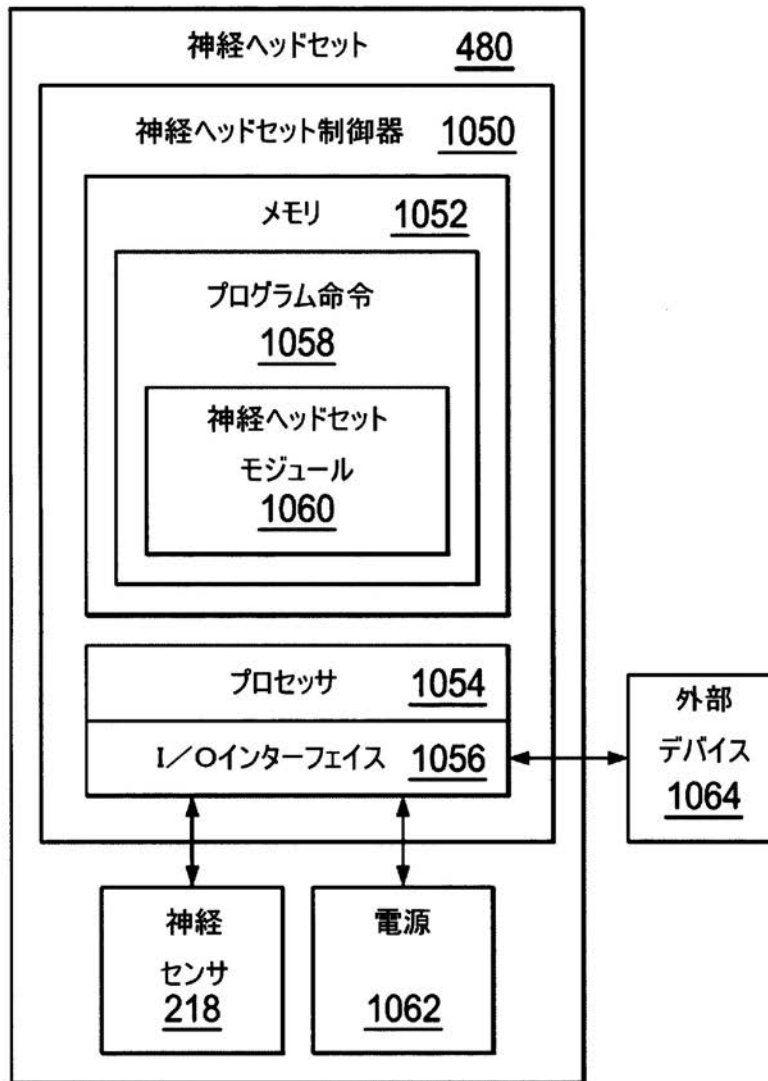 神経ヘッドセット 480
神経ヘッドセット制御器 1050
メモリ 1052
プログラム命令
1058
神経ヘッドセット
モジュール
1060
プロセッサ 1054
I／Oインターフェイス 1056
外部
デバイス
1064
神経
センサ
218
電源
1062